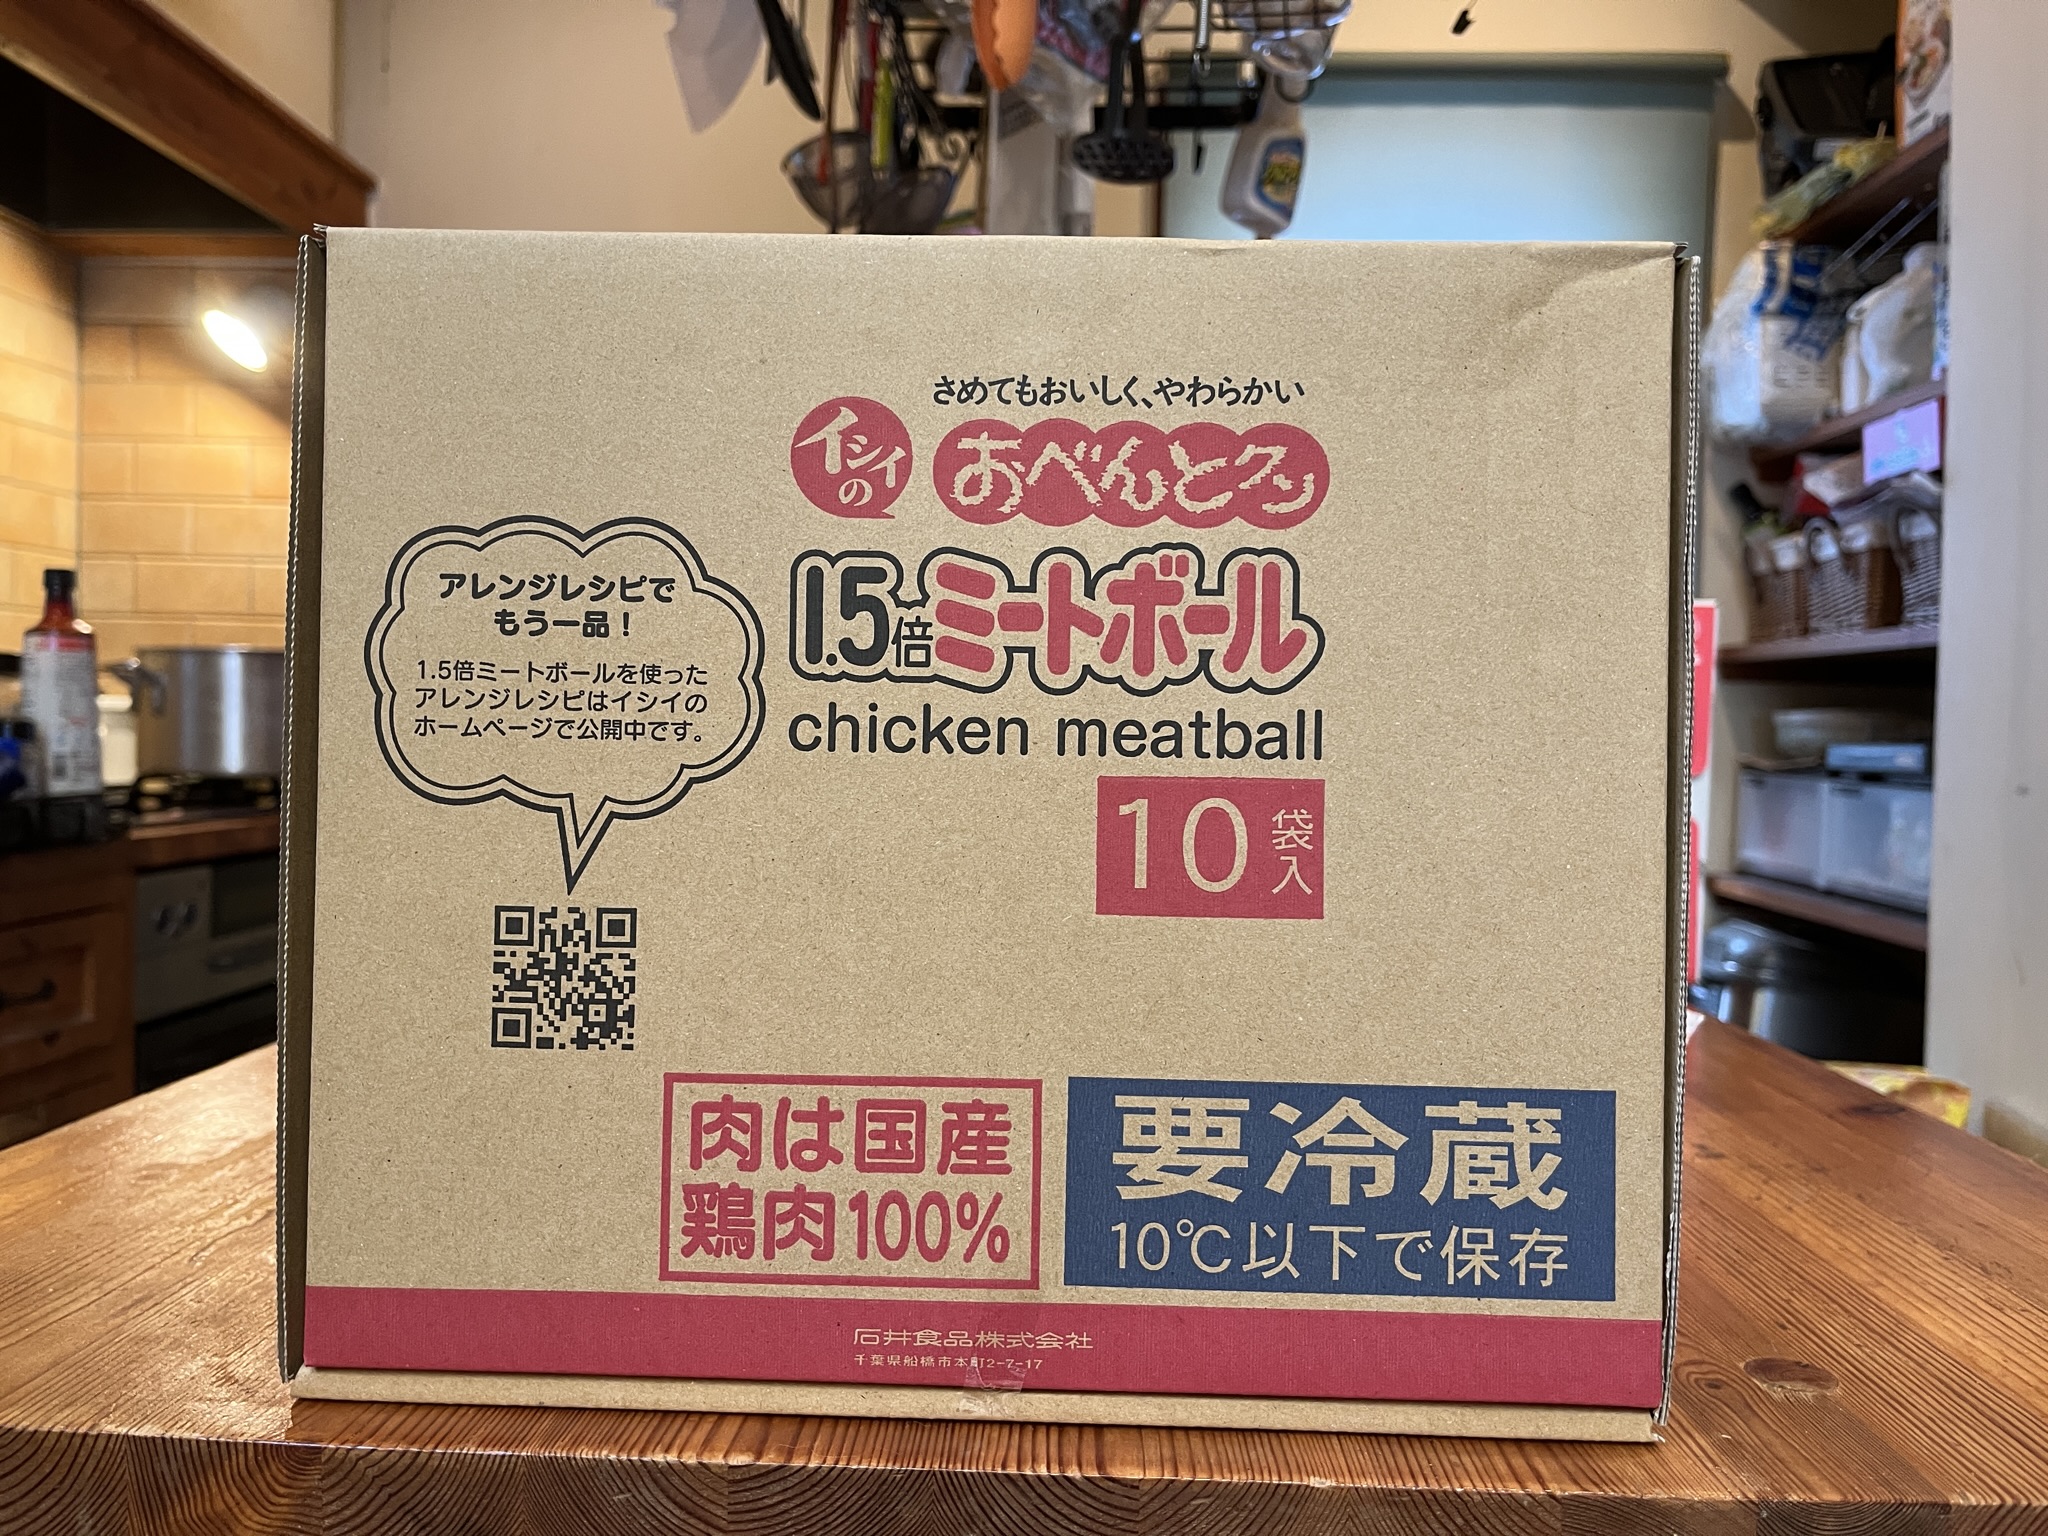 さめてもおいしく、やわらかい
イシイの
おべんとクン
1.5倍ミートボール
chicken meatball
10袋入
アレンジレシピで
もう一品！
1.5倍ミートボールを使った
アレンジレシピはイシイの
ホームページで公開中です。
肉は国産
鶏肉100%
要冷蔵
10℃以下で保存
石井食品株式会社
千葉県船橋市本町2-7-17